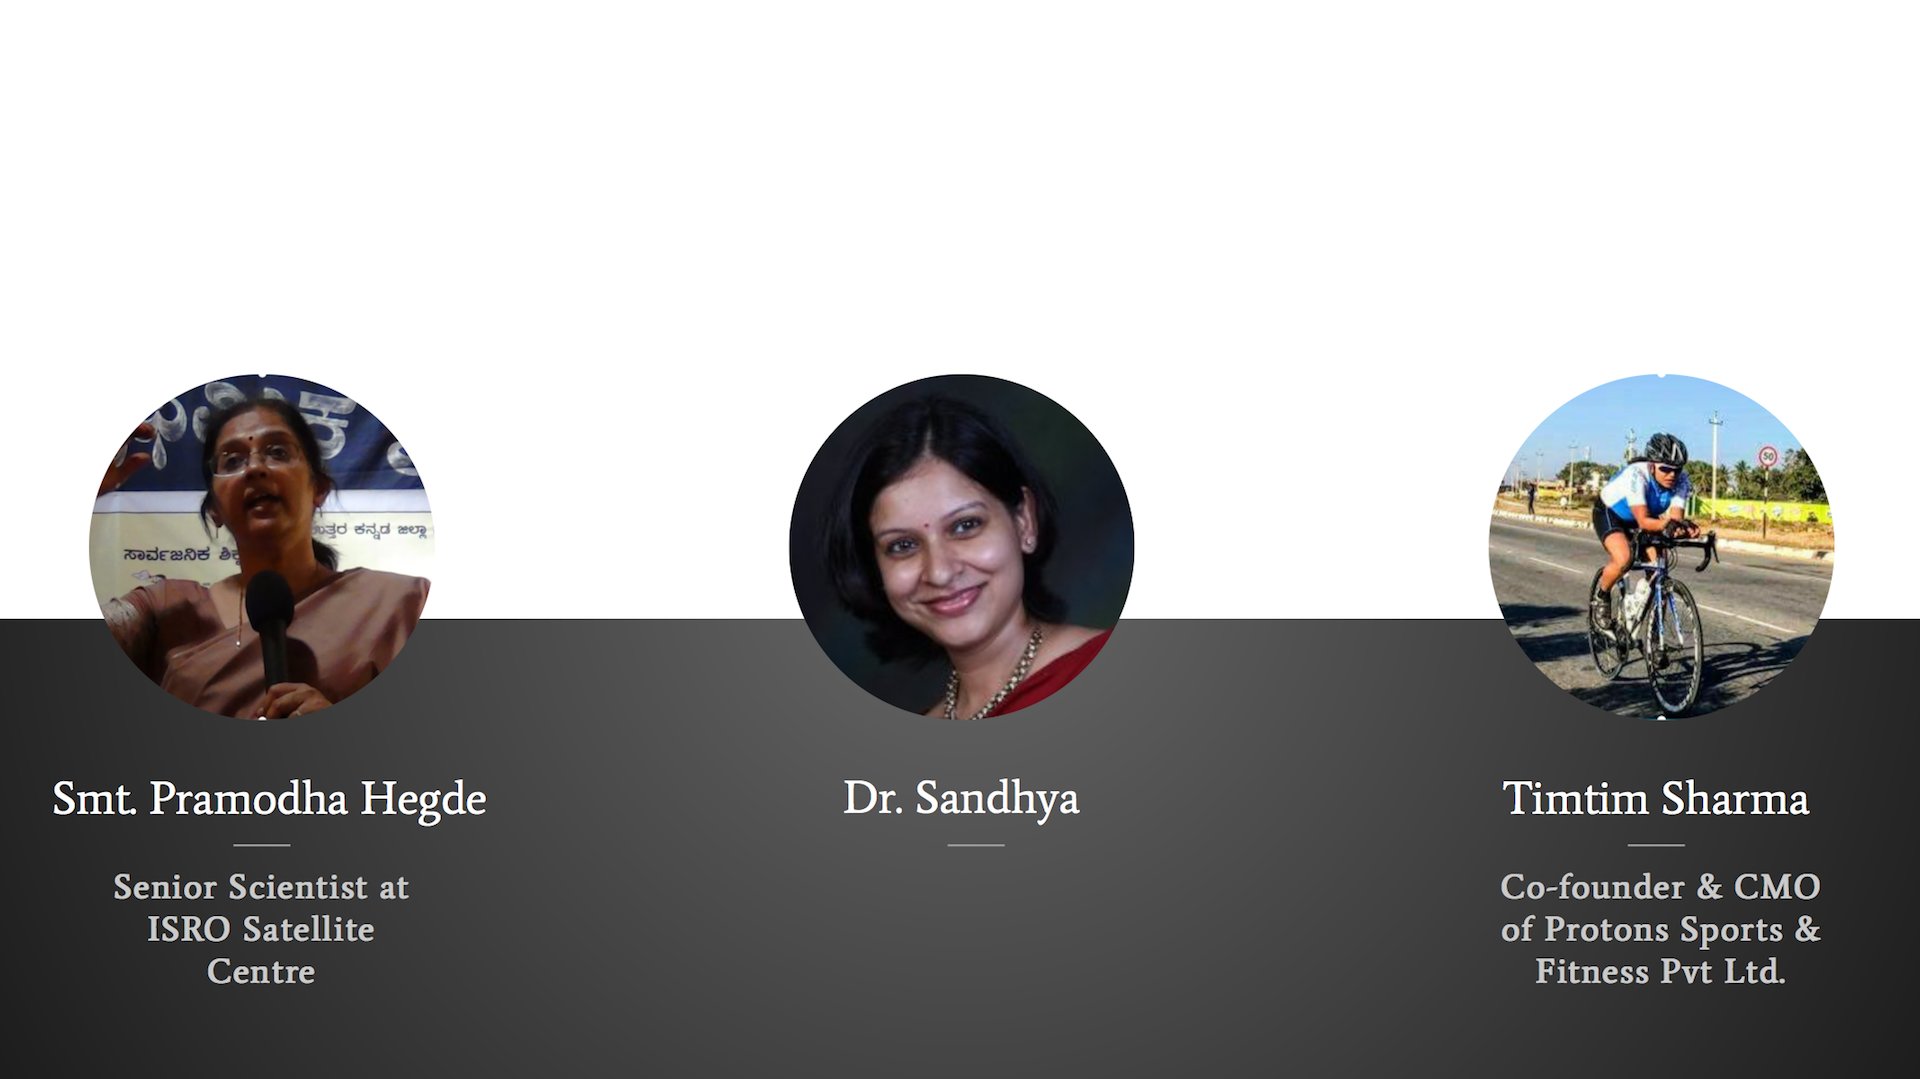 ಉತ್ತರ ಕನ್ನಡ ಜಿಲ್ಲಾ
ಸಾರ್ವಜನಿಕ
50
Smt. Pramodha Hegde
Senior Scientist at
ISRO Satellite
Centre
Dr. Sandhya
Timtim Sharma
Co-founder & CMO
of Protons Sports &
Fitness Pvt Ltd.